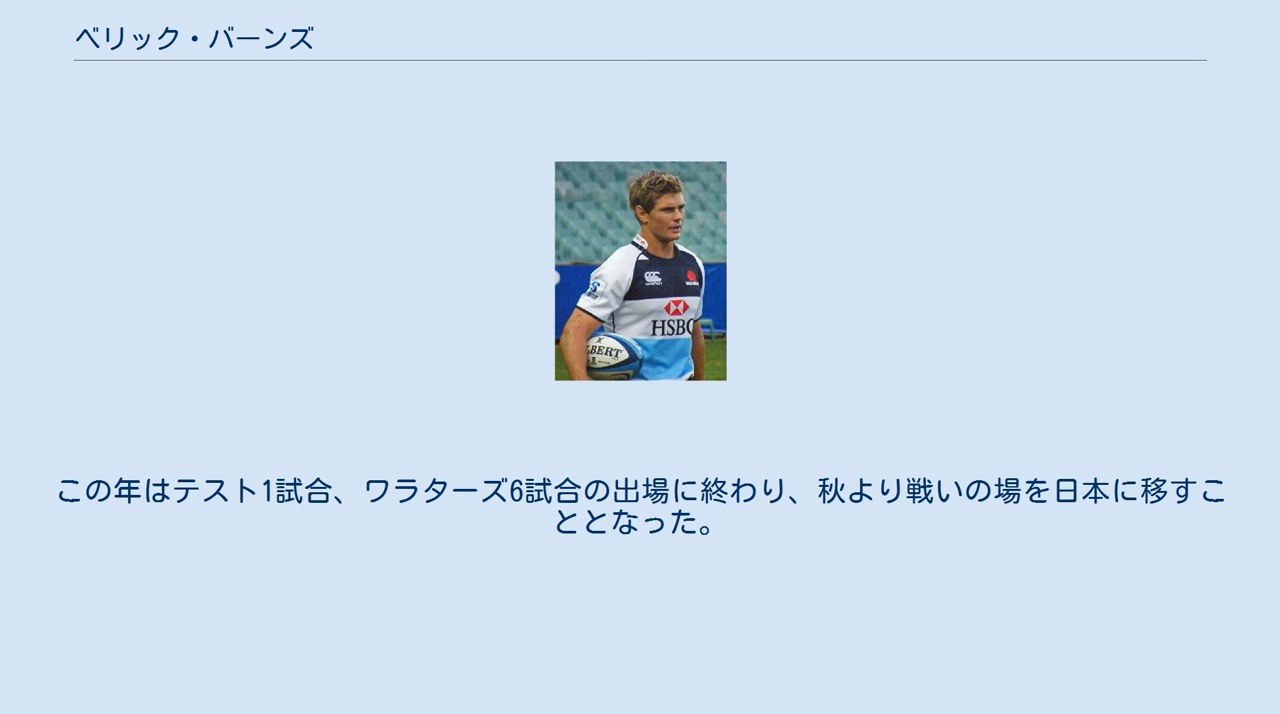 ベリック・バーンズ
HSBC
LBERT
この年はテスト1試合、ワラターズ6試合の出場に終わり、秋より戦いの場を日本に移すこ
ととなった。